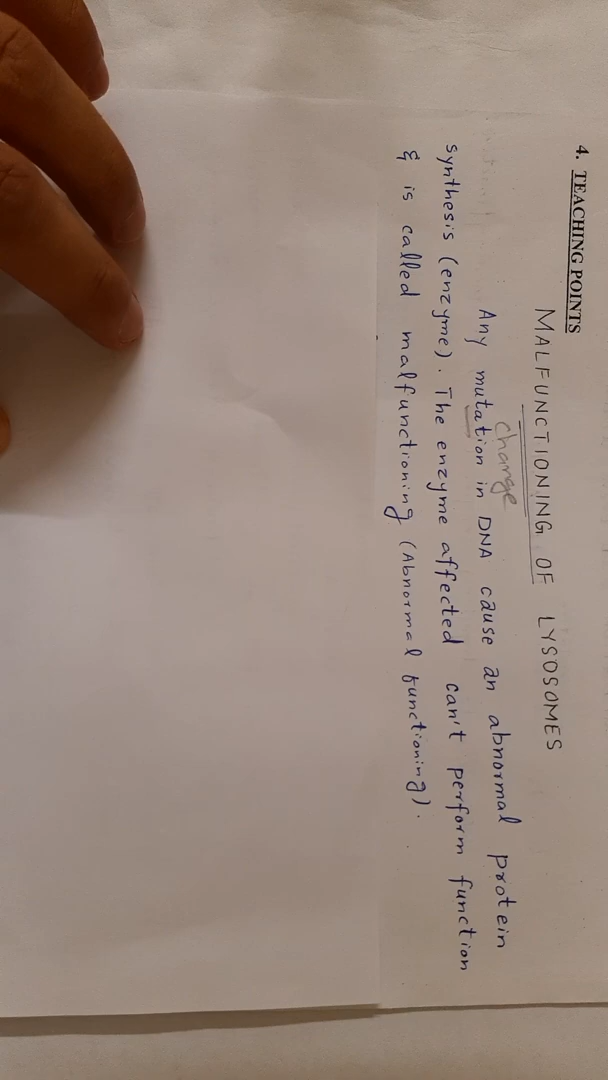 4. TEACHING POINTS
MALFUNCTIONING OF LYSOSOMES
change
Any mutation in DNA cause an abnormal protein
synthesis (enzyme). The enzyme affected can't perform function
& is called malfunctioning (Abnormal functioning).